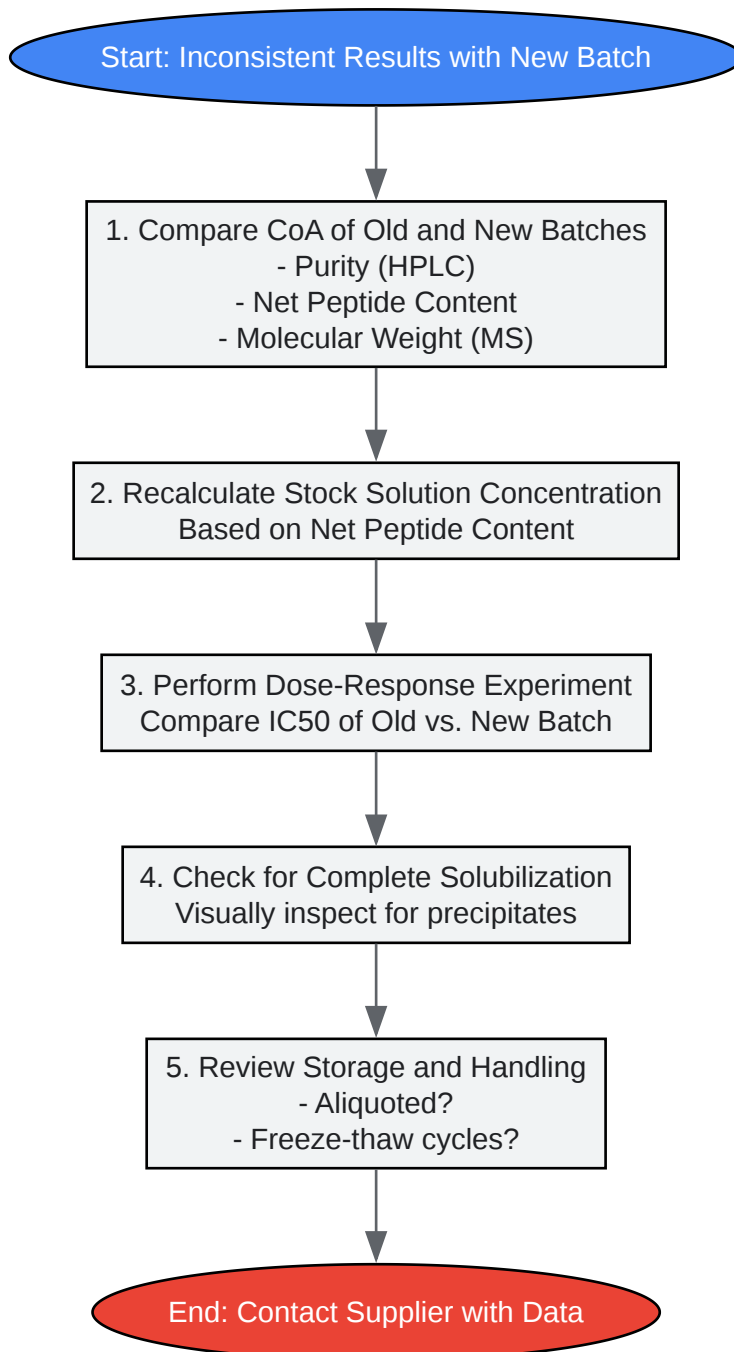 Start: Inconsistent Results with New Batch
1. Compare CoA of Old and New Batches
- Purity (HPLC)
- Net Peptide Content
- Molecular Weight (MS)
2. Recalculate Stock Solution Concentration
Based on Net Peptide Content
3. Perform Dose-Response Experiment
Compare IC50 of Old vs. New Batch
4. Check for Complete Solubilization
Visually inspect for precipitates
5. Review Storage and Handling
- Aliquoted?
- Freeze-thaw cycles?
End: Contact Supplier with Data